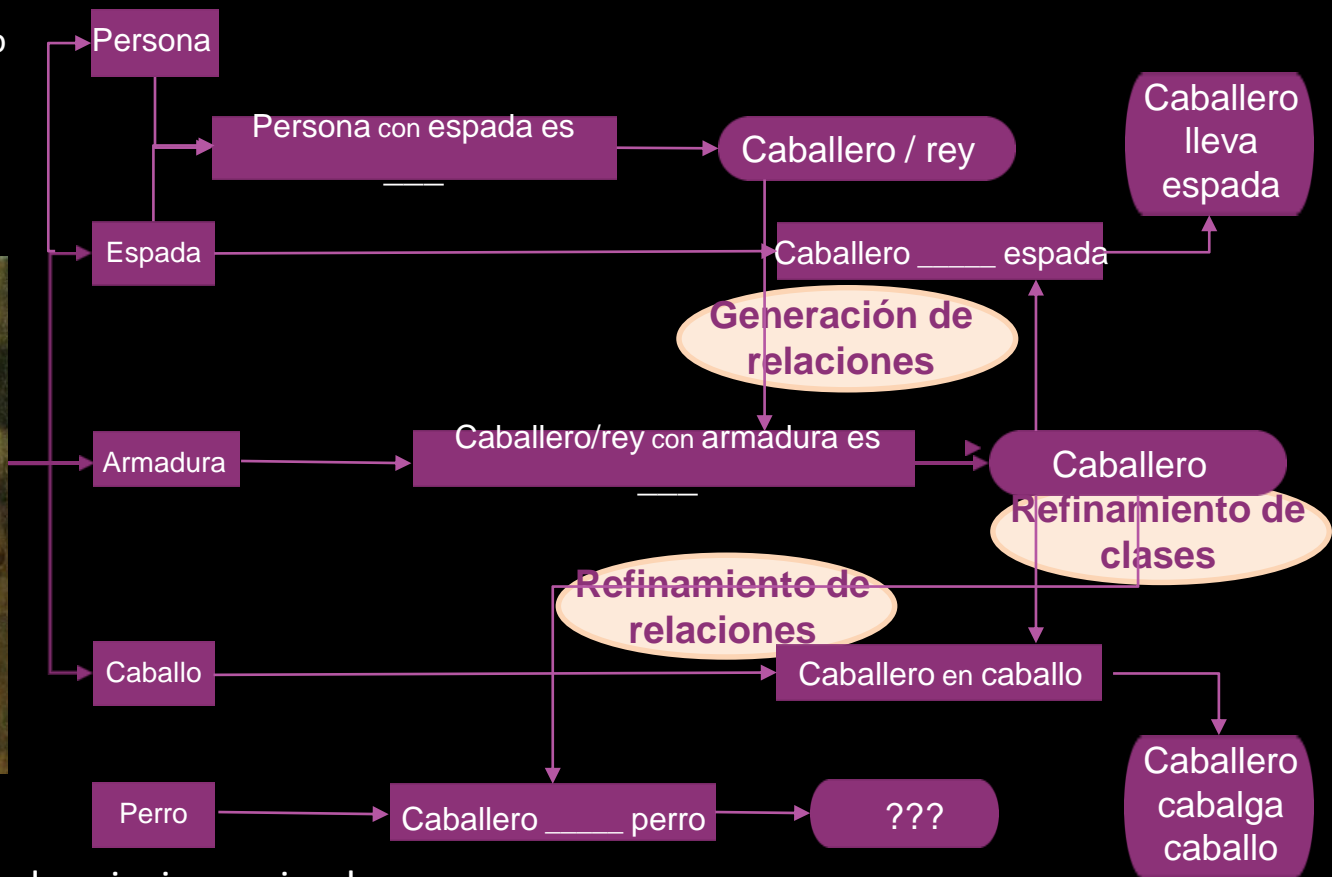 Persona
Persona con espada es
___
Caballero / rey
Caballero
lleva
espada
Espada
Caballero _____ espada
Generación de
relaciones
Armadura
Caballero/rey con armadura es
___
Caballero
Refinamiento de
clases
Refinamiento de
relaciones
Caballo
Caballero en caballo
Perro
Caballero _____ perro
???
Caballero
cabalga
caballo